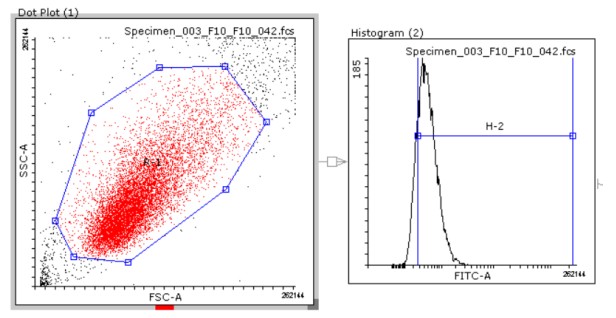 Dot Plot (1)
Specimen_003_F10_F10_042.fcs
262144
SSC-A
R-1
FSC-A
262144
Histogram (2)
Specimen_003_F10_F10_042.fcs
185
H-2
FITC-A
262144